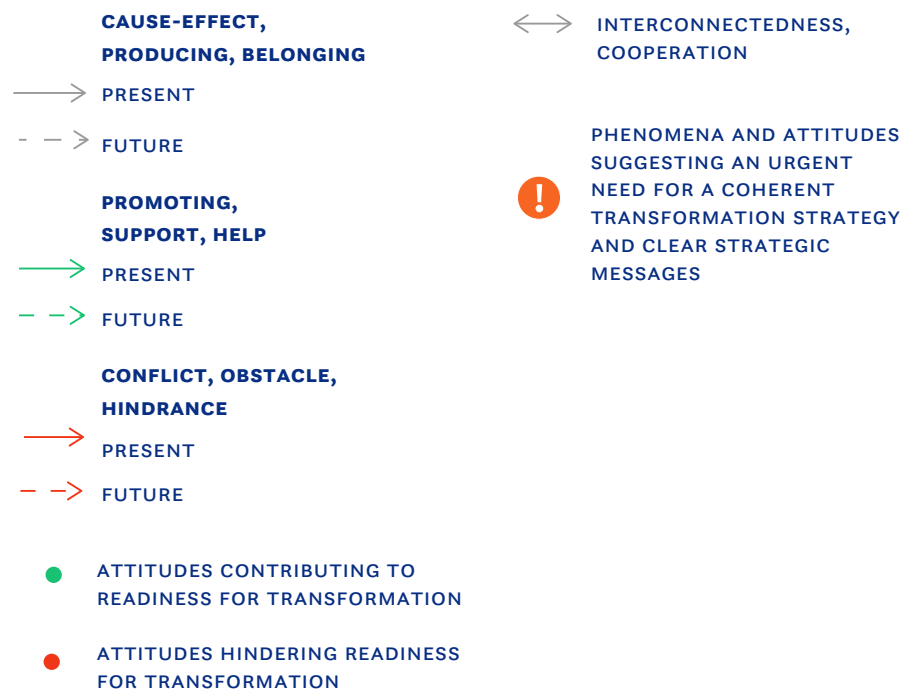 CAUSE-EFFECT,
PRODUCING, BELONGING
PRESENT
FUTURE
PROMOTING,
SUPPORT, HELP
PRESENT
FUTURE
CONFLICT, OBSTACLE,
HINDRANCE
PRESENT
FUTURE
ATTITUDES CONTRIBUTING TO
READINESS FOR TRANSFORMATION
ATTITUDES HINDERING READINESS
FOR TRANSFORMATION
INTERCONNECTEDNESS,
COOPERATION
!
PHENOMENA AND ATTITUDES
SUGGESTING AN URGENT
NEED FOR A COHERENT
TRANSFORMATION STRATEGY
AND CLEAR STRATEGIC
MESSAGES